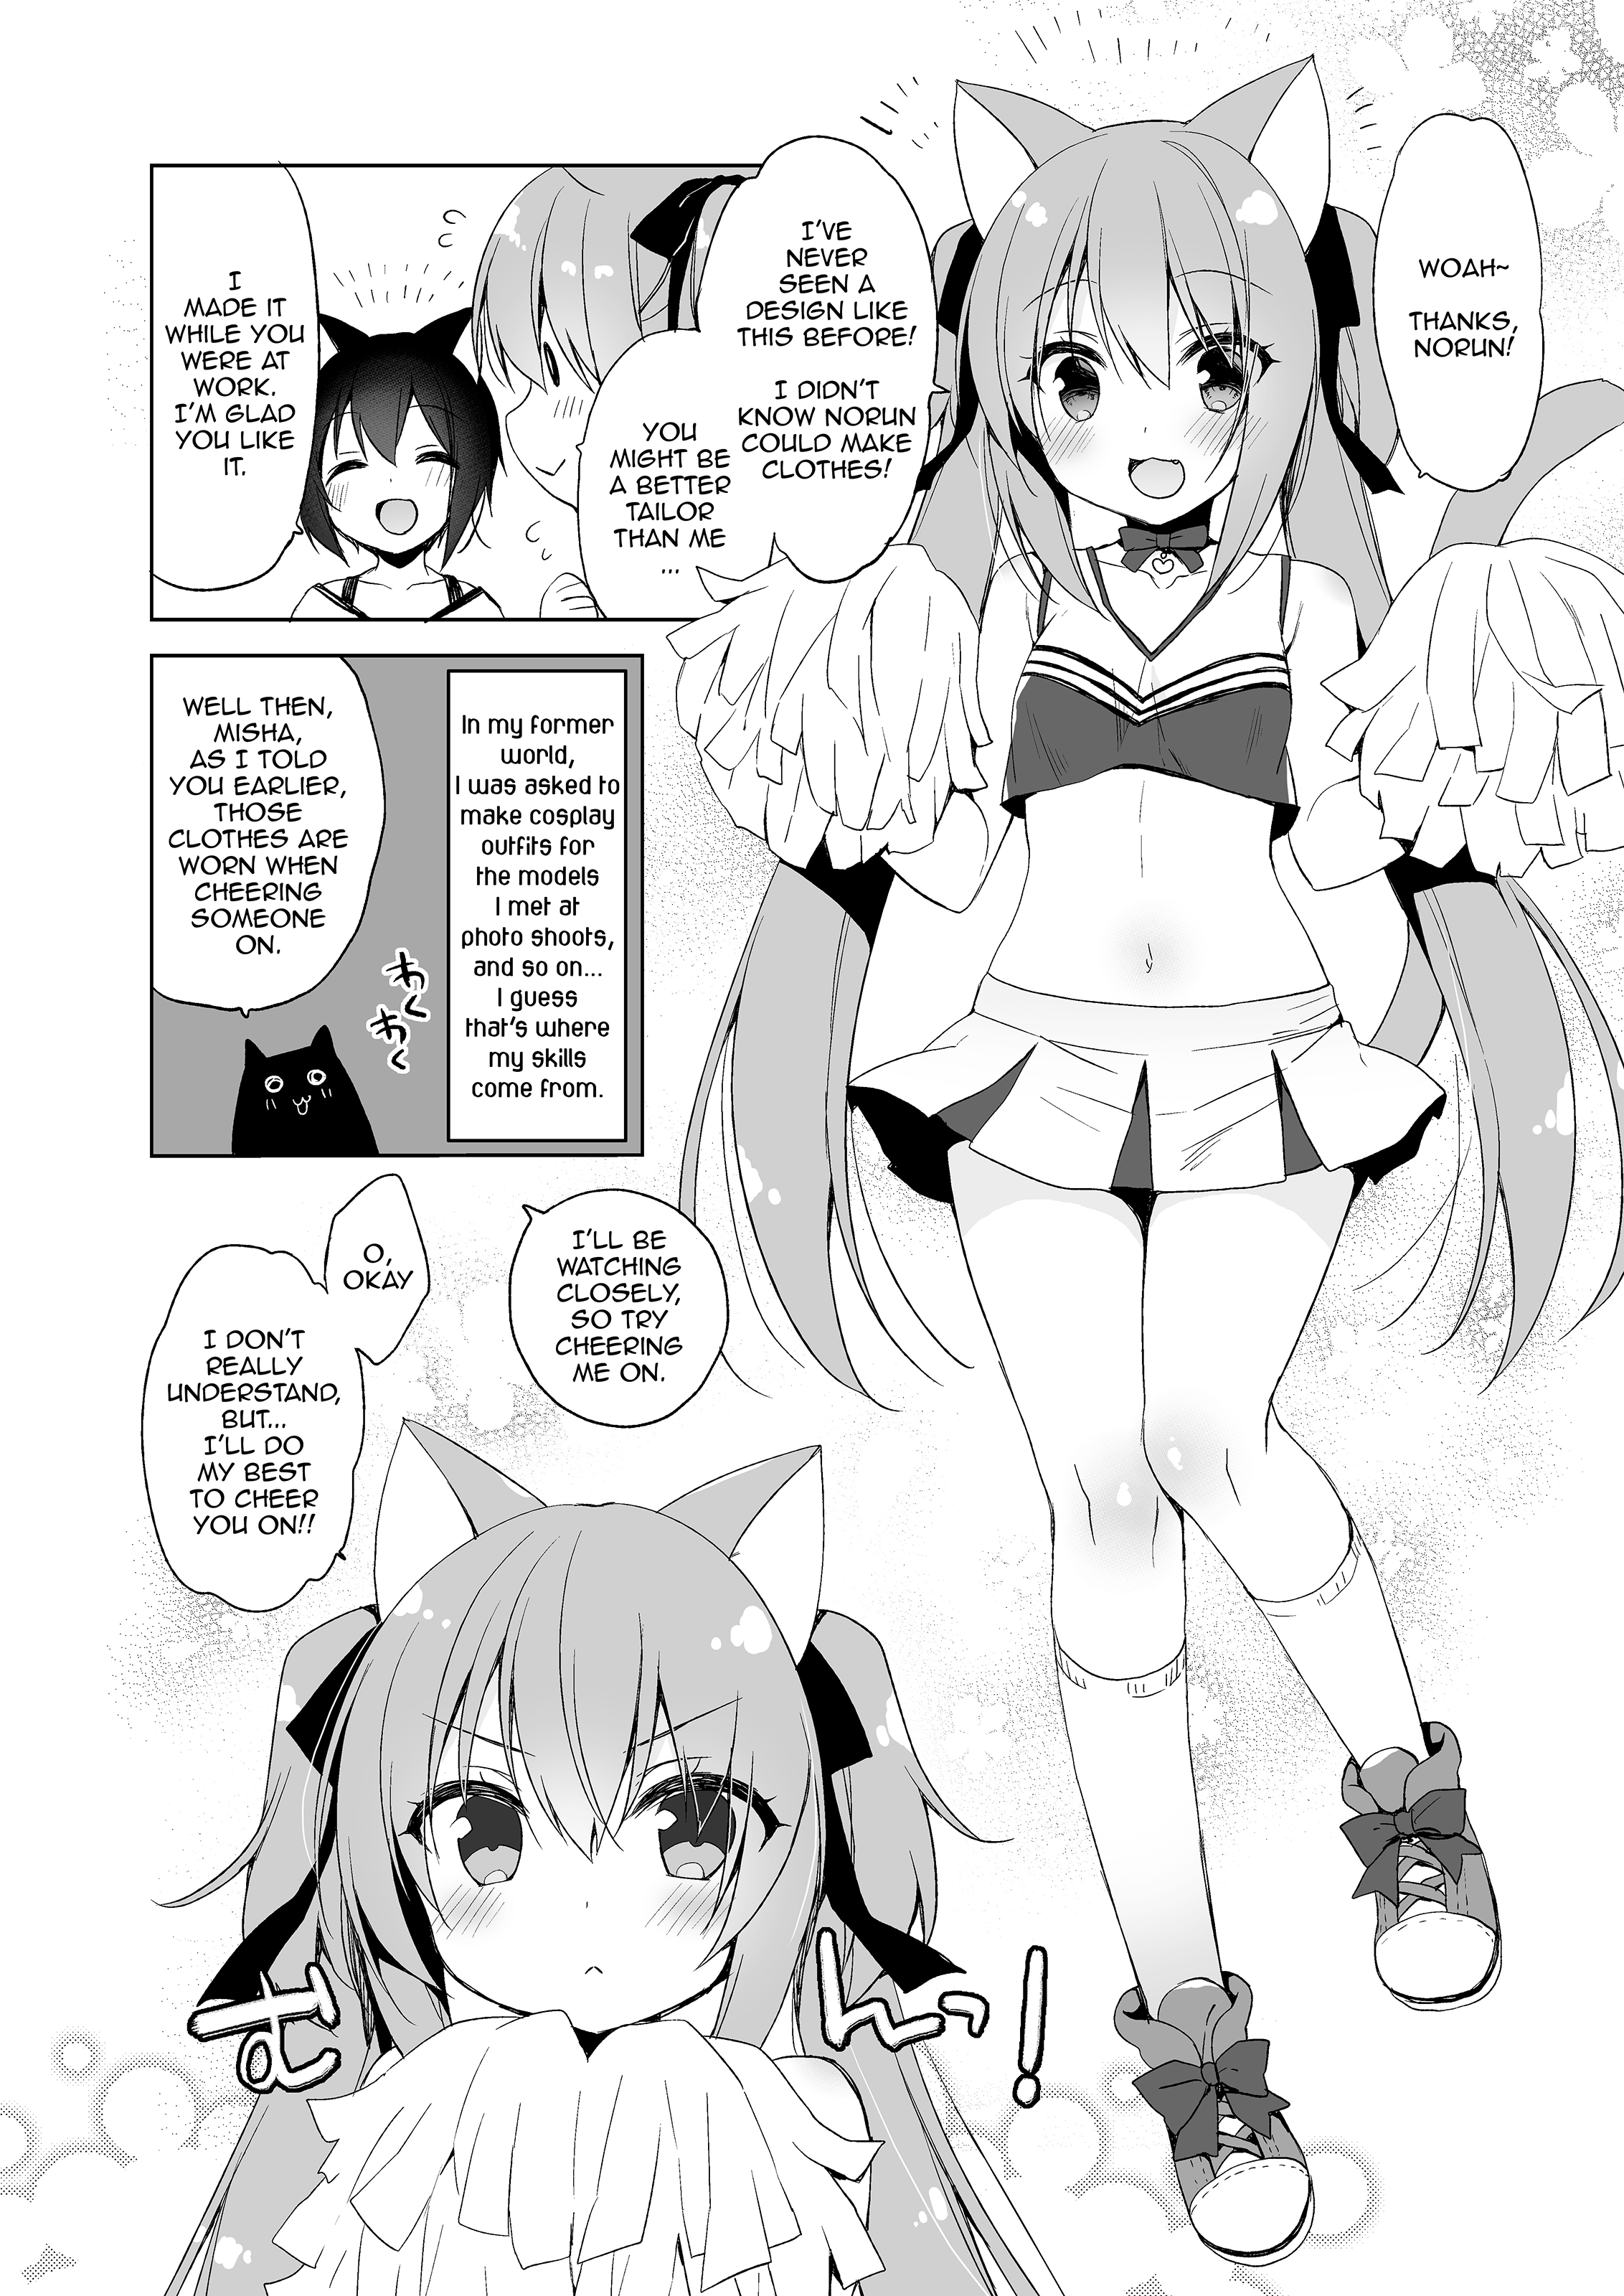 WOAH~
THANKS,
NORUN!
I'VE
NEVER
SEEN A
DESIGN LIKE
THIS BEFORE!
I DIDN'T
KNOW NORUN
COULD MAKE
CLOTHES!
YOU
MIGHT BE
A BETTER
TAILOR
THAN ME
...
I
MADE IT
WHILE YOU
WERE AT
WORK.
I'M GLAD
YOU LIKE
IT.
In my former
world,
I was asked to
make cosplay
outfits for
the models
I met at
photo shoots,
and so on...
I guess
that's where
my skills
come from.
WELL THEN,
MISHA,
AS I TOLD
YOU EARLIER,
THOSE
CLOTHES ARE
WORN WHEN
CHEERING
SOMEONE
ON.
わく
わく
I'LL BE
WATCHING
CLOSELY,
SO TRY
CHEERING
ME ON.
O,
OKAY
I DON'T
REALLY
UNDERSTAND,
BUT...
I'LL DO
MY BEST
TO CHEER
YOU ON!!
むんっ!